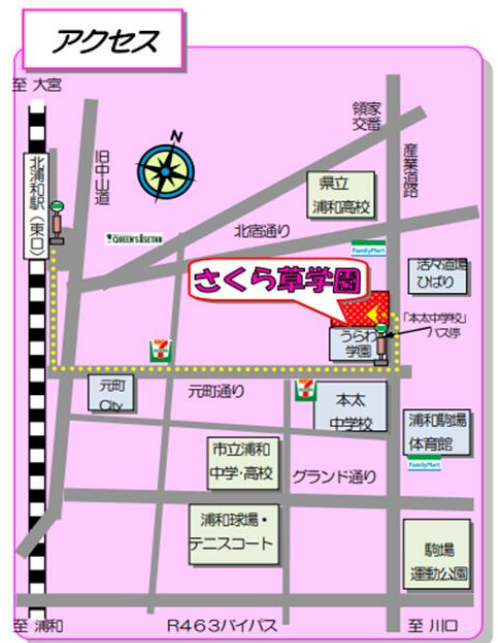 アクセス
至 大宮
N
領家
交番
旧中山道
産業道路
北浦和駅（東口）
県立
浦和高校
北宿通り
QUEEN'S ISETAN
FamilyMart
さくら草学園
活々道場
ひばり
「本太中学校」
バス停
うらわ
学園
元町
City
元町通り
本太
中学校
浦和駒場
体育館
FamilyMart
市立浦和
中学・高校
グランド通り
浦和球場・
テニスコート
駒場
運動公園
至 浦和
R463バイパス
至 川口